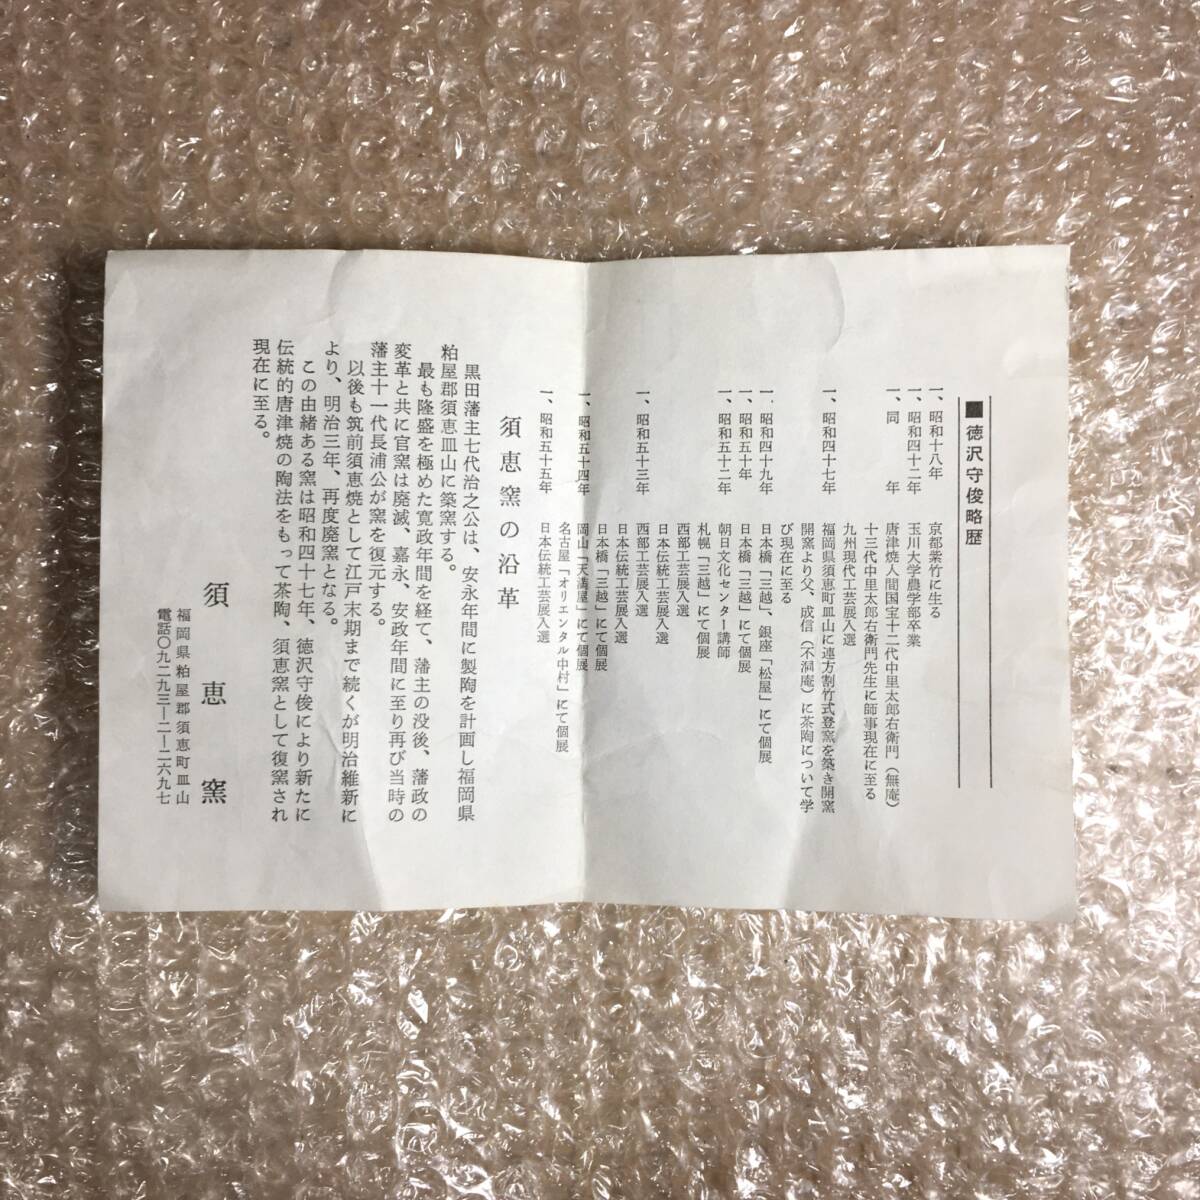 ■徳沢守俊略歴
一、昭和十八年 京都紫竹に生る
一、昭和四十二年 玉川大学農学部卒業
一、同 年 唐津焼人間国宝十二代中里太郎右衛門（無庵）
十三代中里太郎右衛門先生に師事現在に至る
九州現代工芸展入選
一、昭和四十七年 福岡県須恵町皿山に連方割竹式登窯を築き開窯
開窯より父、成信（不洞庵）に茶陶について学
び現在に至る
一、昭和四十九年 日本橋「三越」、銀座「松屋」にて個展
一、昭和五十年 日本橋「三越」にて個展
一、昭和五十二年 朝日文化センター講師
札幌「三越」にて個展
西部工芸展入選
日本伝統工芸展入選
一、昭和五十三年 西部工芸展入選
日本伝統工芸展入選
日本橋「三越」にて個展
一、昭和五十四年 岡山「天満屋」にて個展
名古屋「オリエンタル中村」にて個展
一、昭和五十五年 日本伝統工芸展入選
須恵窯の沿革
黒田藩主七代治之公は、安永年間に製陶を計画し福岡県
粕屋郡須恵皿山に築窯する。
最も隆盛を極めた寛政年間を経て、藩主の没後、藩政の
変革と共に官窯は廃滅、嘉永、安政年間に至り再び当時の
藩主十一代長浦公が窯を復元する。
以後も筑前須恵焼として江戸末期まで続くが明治維新に
より、明治三年、再度廃窯となる。
この由緒ある窯は昭和四十七年、徳沢守俊により新たに
伝統的唐津焼の陶法をもって茶陶、須恵窯として復窯され
現在に至る。
須恵窯
福岡県粕屋郡須恵町皿山
電話〇九二九三―二―二六九七